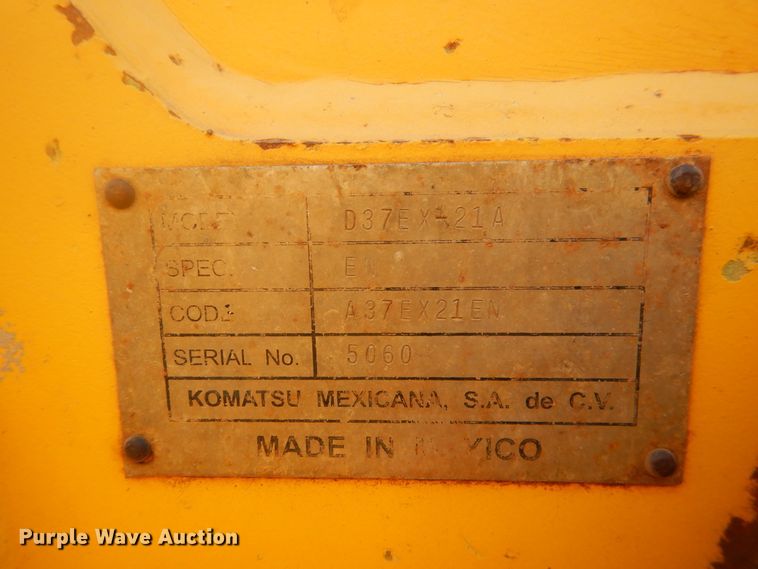 MODEL D37EX-21A
SPEC. EN
CODE A37EX21EN
SERIAL No. 5060
KOMATSU MEXICANA, S.A. de C.V.
MADE IN MEXICO
Purple Wave Auction